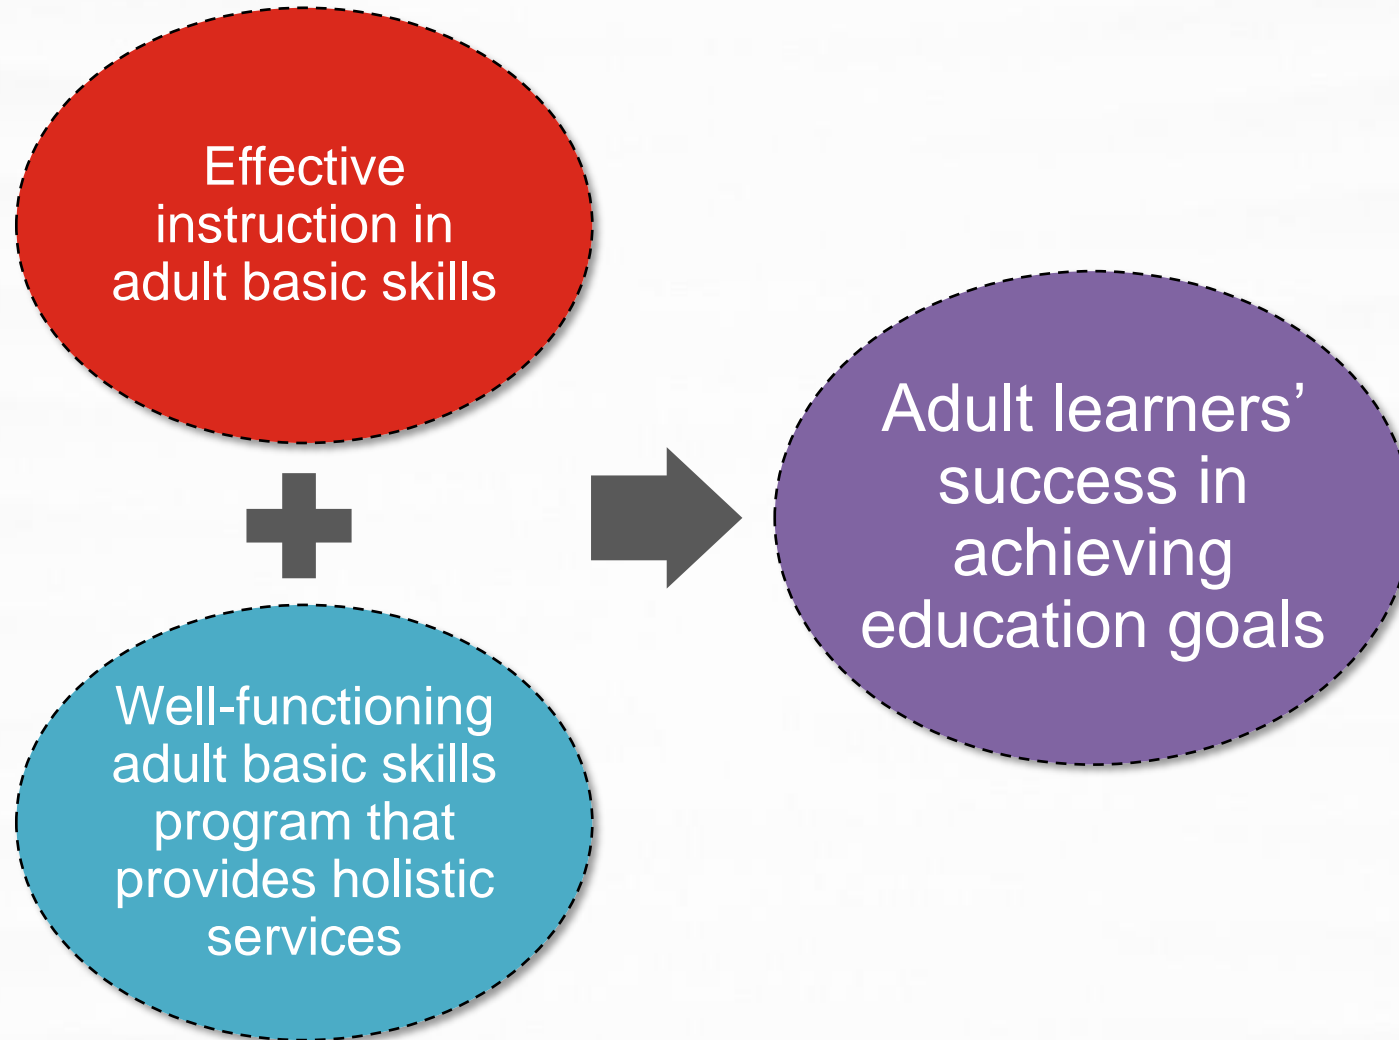 Effective
instruction in
adult basic skills
Well-functioning
adult basic skills
program that
provides holistic
services
Adult learners’
success in
achieving
education goals